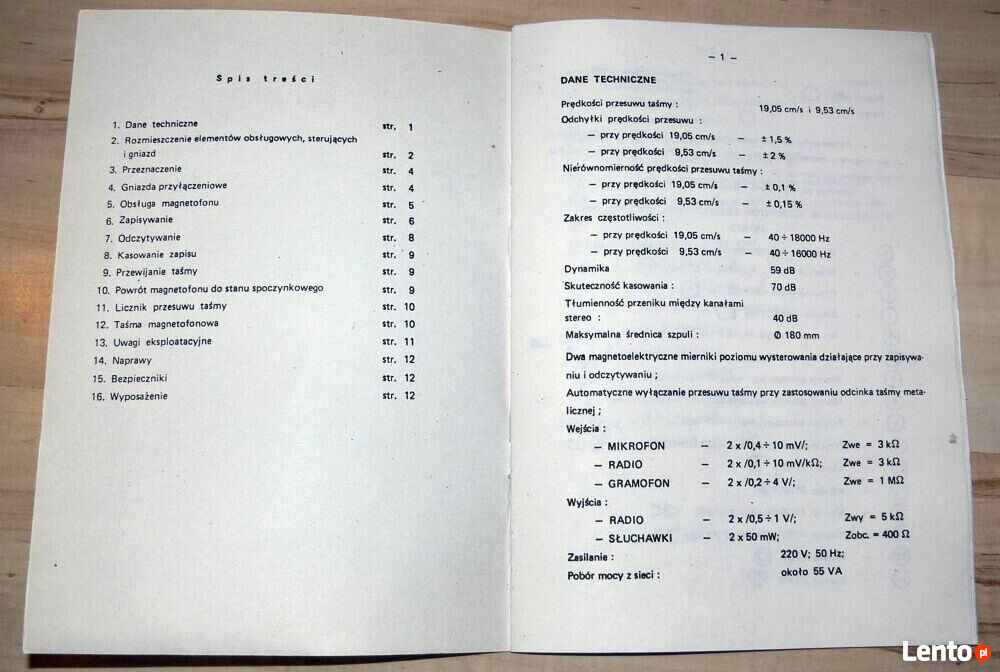 Spis treści
1. Dane techniczne str. 1
2. Rozmieszczenie elementów obsługowych, sterujących
i gniazd str. 2
3. Przeznaczenie str. 4
4. Gniazda przyłączeniowe str. 4
5. Obsługa magnetofonu str. 5
6. Zapisywanie str. 6
7. Odczytywanie str. 8
8. Kasowanie zapisu str. 9
9. Przewijanie taśmy str. 9
10. Powrót magnetofonu do stanu spoczynkowego str. 9
11. Licznik przesuwu taśmy str. 10
12. Taśma magnetofonowa str. 10
13. Uwagi eksploatacyjne str. 11
14. Naprawy str. 12
15. Bezpieczniki str. 12
16. Wyposażenie str. 12
– 1 –
DANE TECHNICZNE
Prędkości przesuwu taśmy : 19,05 cm/s i 9,53 cm/s
Odchyłki prędkości przesuwu :
– przy prędkości 19,05 cm/s – ± 1,5 %
– przy prędkości 9,53 cm/s – ± 2 %
Nierównomierność prędkości przesuwu taśmy :
– przy prędkości 19,05 cm/s – ± 0,1 %
– przy prędkości 9,53 cm/s – ± 0,15 %
Zakres częstotliwości :
– przy prędkości 19,05 cm/s – 40 ÷ 18000 Hz
– przy prędkości 9,53 cm/s – 40 ÷ 16000 Hz
Dynamika 59 dB
Skuteczność kasowania : 70 dB
Tłumienność przeniku między kanałami
stereo : 40 dB
Maksymalna średnica szpuli : Ø 180 mm
Dwa magnetoelektryczne mierniki poziomu wysterowania działające przy zapisywa-
niu i odczytywaniu ;
Automatyczne wyłączanie przesuwu taśmy przy zastosowaniu odcinka taśmy meta-
licznej ;
Wejścia :
– MIKROFON – 2 x /0,4 ÷ 10 mV/; Zwe = 3 kΩ
– RADIO – 2 x /0,1 ÷ 10 mV/kΩ; Zwe = 3 kΩ
– GRAMOFON – 2 x /0,2 ÷ 4 V/; Zwe = 1 MΩ
Wyjścia :
– RADIO – 2 x /0,5 ÷ 1 V/; Zwy = 5 kΩ
– SŁUCHAWKI – 2 x 50 mW; Zobc. = 400 Ω
Zasilanie : 220 V; 50 Hz;
Pobór mocy z sieci : około 55 VA
Lento.pl